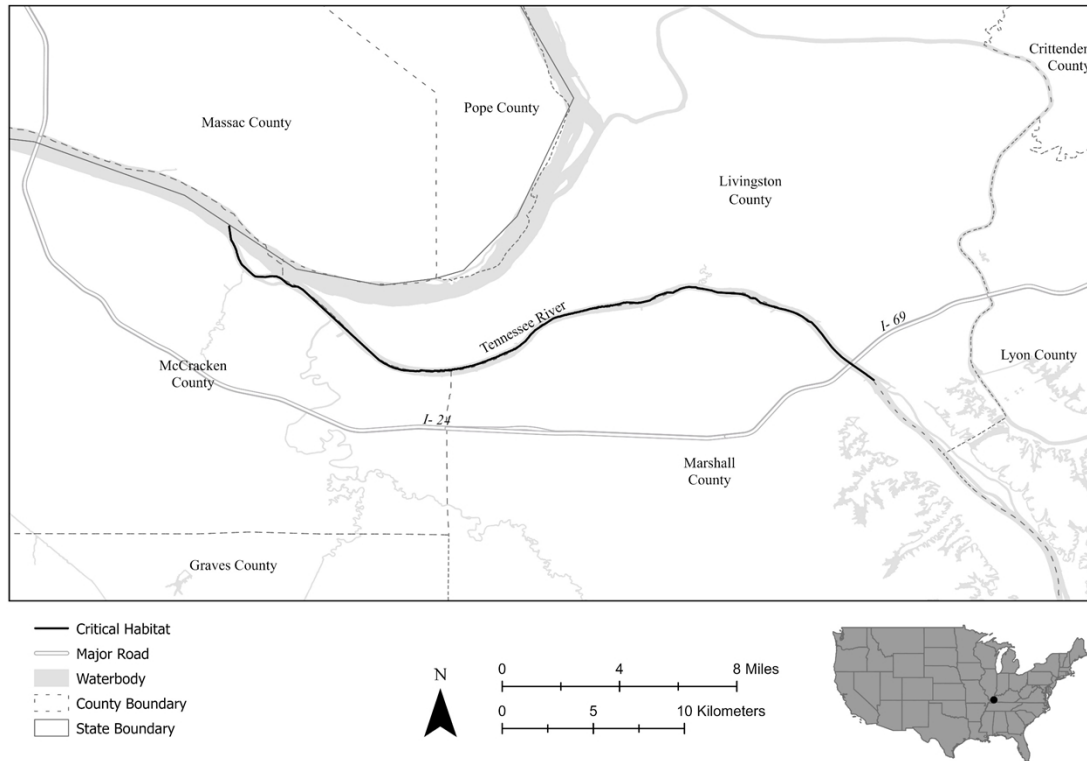 Crittenden
County
Pope County
Massac County
Livingston
County
Tennessee River
I- 69
Lyon County
McCracken
County
I- 24
Marshall
County
Graves County
Critical Habitat
Major Road
Waterbody
County Boundary
State Boundary
N
0 4 8 Miles
0 5 10 Kilometers